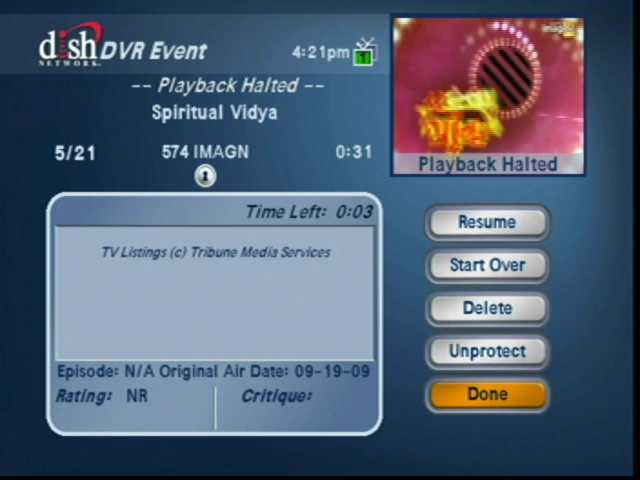 dish
NETWORK.
DVR Event
4:21pm
1
-- Playback Halted --
Spiritual Vidya
5/21 574 IMAGN 0:31
Playback Halted
Time Left: 0:03
TV Listings (c) Tribune Media Services
Episode: N/A Original Air Date: 09-19-09
Rating: NR Critique:
Resume
Start Over
Delete
Unprotect
Done